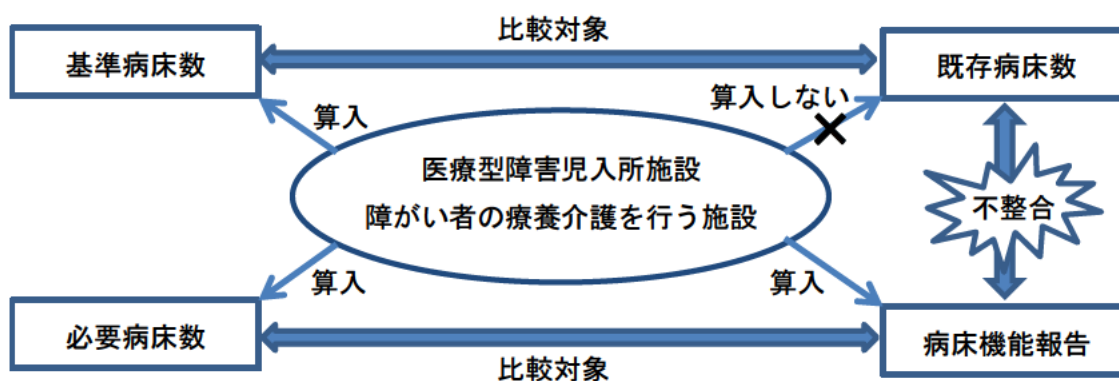 比較対象
基準病床数
既存病床数
算入
算入しない
医療型障害児入所施設
障がい者の療養介護を行う施設
不整合
算入
算入
必要病床数
病床機能報告
比較対象